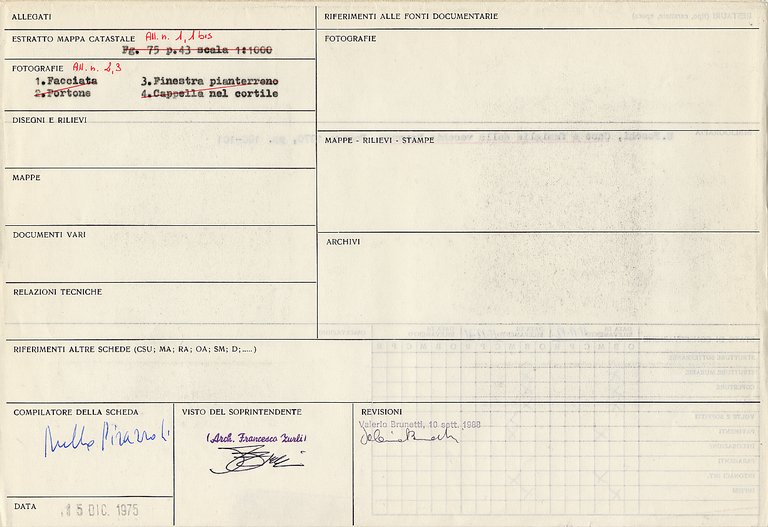 ALLEGATI
ESTRATTO MAPPA CATASTALE All. n. 1, 1 bis
Fg. 75 p.43 scala 1:1000
FOTOGRAFIE All. n. 2,3
1.Facciata 3.Finestra pianterreno
2.Portone 4.Cappella nel cortile
DISEGNI E RILIEVI
MAPPE
DOCUMENTI VARI
RELAZIONI TECNICHE
RIFERIMENTI ALLE FONTI DOCUMENTARIE
FOTOGRAFIE
MAPPE - RILIEVI - STAMPE
ARCHIVI
RIFERIMENTI ALTRE SCHEDE (CSU; MA; RA; OA; SM; D;.....)
COMPILATORE DELLA SCHEDA
DATA 15 DIC. 1975
VISTO DEL SOPRINTENDENTE
(Arch. Francesco Zurli)
REVISIONI
Valerio Brunetti, 10 sett. 1988